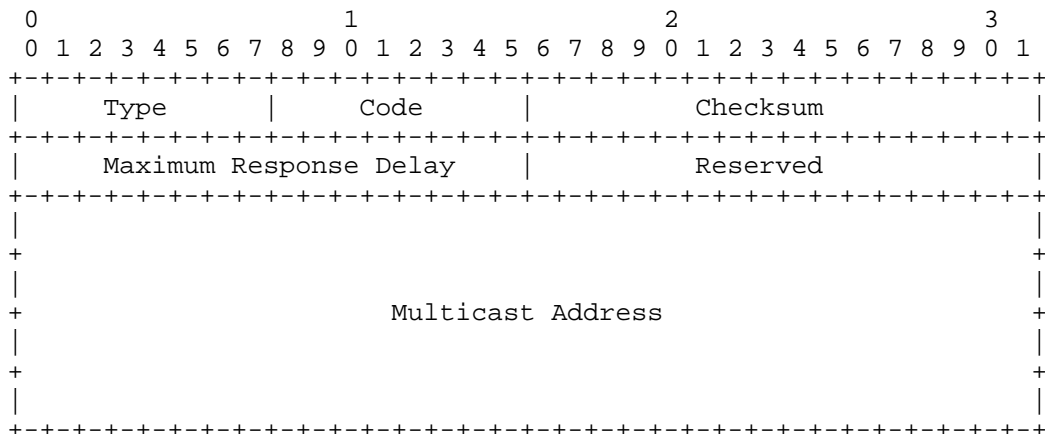 0                   1                   2                   3
 0 1 2 3 4 5 6 7 8 9 0 1 2 3 4 5 6 7 8 9 0 1 2 3 4 5 6 7 8 9 0 1
+-+-+-+-+-+-+-+-+-+-+-+-+-+-+-+-+-+-+-+-+-+-+-+-+-+-+-+-+-+-+-+-+
|     Type      |     Code      |          Checksum             |
+-+-+-+-+-+-+-+-+-+-+-+-+-+-+-+-+-+-+-+-+-+-+-+-+-+-+-+-+-+-+-+-+
|     Maximum Response Delay    |          Reserved             |
+-+-+-+-+-+-+-+-+-+-+-+-+-+-+-+-+-+-+-+-+-+-+-+-+-+-+-+-+-+-+-+-+
|                                                               |
+                                                               +
|                                                               |
+                       Multicast Address                       +
|                                                               |
+                                                               +
|                                                               |
+-+-+-+-+-+-+-+-+-+-+-+-+-+-+-+-+-+-+-+-+-+-+-+-+-+-+-+-+-+-+-+-+